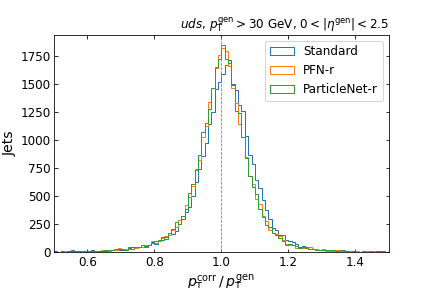 uds, p_T^gen > 30 GeV, 0 < |η^gen| < 2.5
Standard
PFN-r
ParticleNet-r
Jets
1750
1500
1250
1000
750
500
250
0
0.6 0.8 1.0 1.2 1.4
p_T^corr / p_T^gen